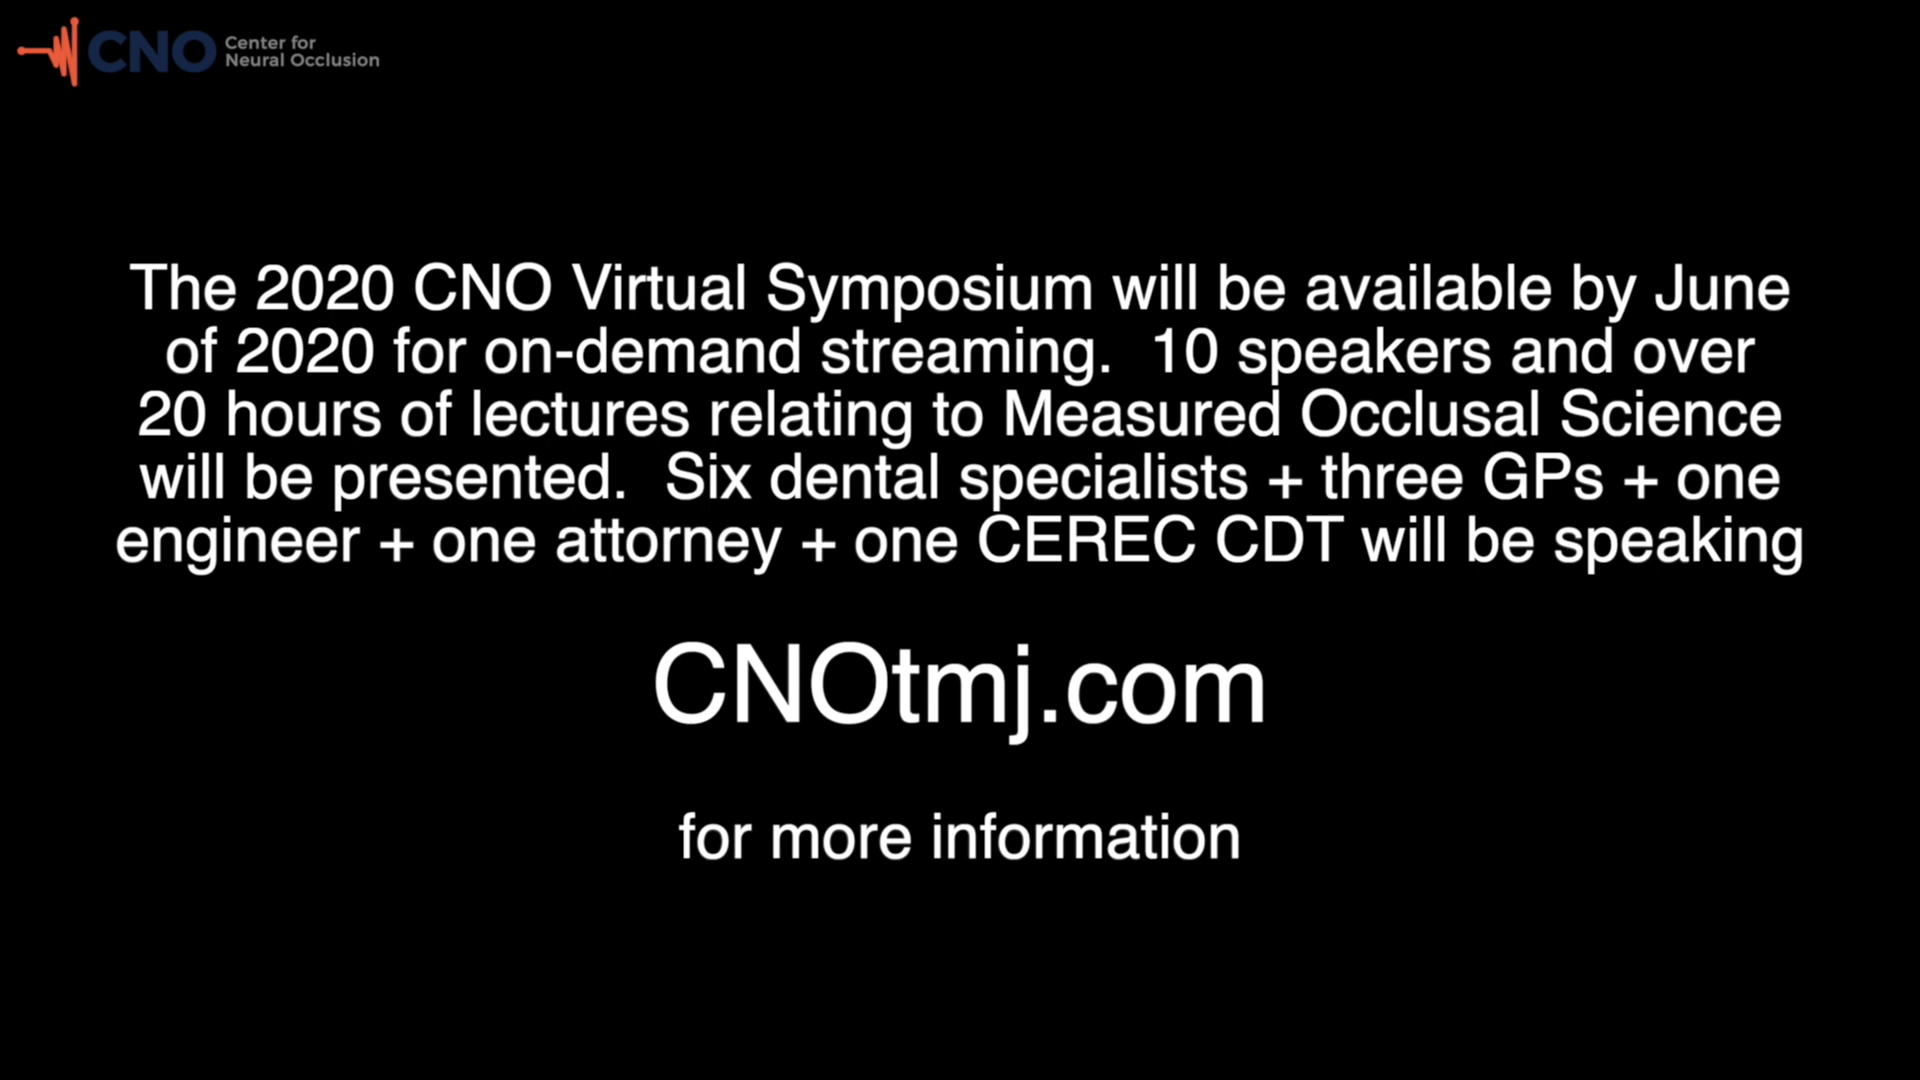 CNO Center for
Neural Occlusion
The 2020 CNO Virtual Symposium will be available by June
of 2020 for on-demand streaming.  10 speakers and over
20 hours of lectures relating to Measured Occlusal Science
will be presented.  Six dental specialists + three GPs + one
engineer + one attorney + one CEREC CDT will be speaking
CNOtmj.com
for more information